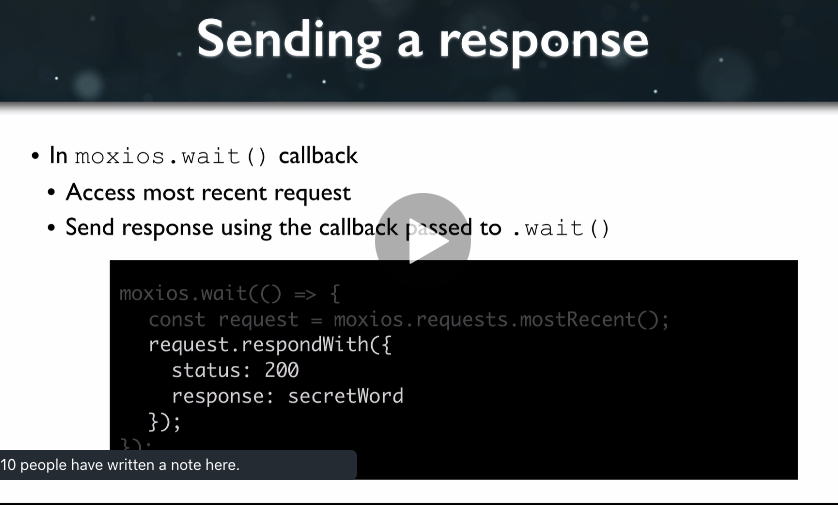 Sending a response
• In moxios.wait() callback
• Access most recent request
• Send response using the callback passed to .wait()
moxios.wait(() => {
const request = moxios.requests.mostRecent();
request.respondWith({
status: 200
response: secretWord
});
});
10 people have written a note here.